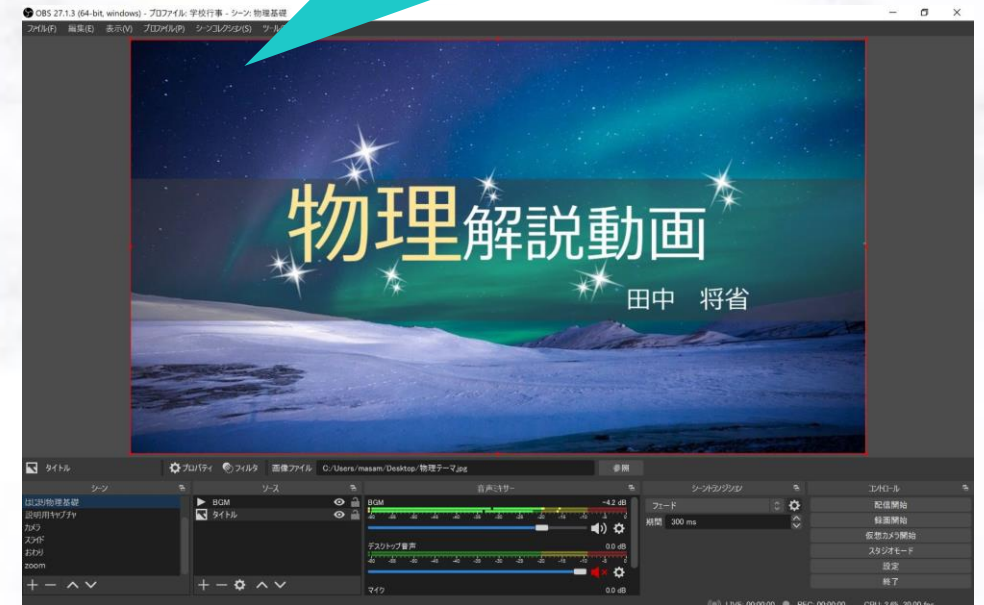 OBS 27.1.3 (64-bit, windows) - プロファイル: 学校行事 - シーン: 物理基礎
ファイル(F) 編集(E) 表示(V) プロファイル(P) シーンコレクション(S)
物理解説動画
田中 将省
タイトル プロパティ フィルタ 画像ファイル C:/Users/masam/Desktop/物理テーマ.jpg 参照
シーン ソース 音声ミキサー シーントランジション コントロール
はじめ物理基礎 BGM BGM -4.2 dB フェード 配信開始
説明用キャプチャ タイトル 期間 300 ms 録画開始
カメラ 仮想カメラ開始
スライド デスクトップ音声 0.0 dB スタジオモード
おわり 設定
zoom 終了
マイク 0.0 dB
LIVE: 00:00:00 REC: 00:00:00